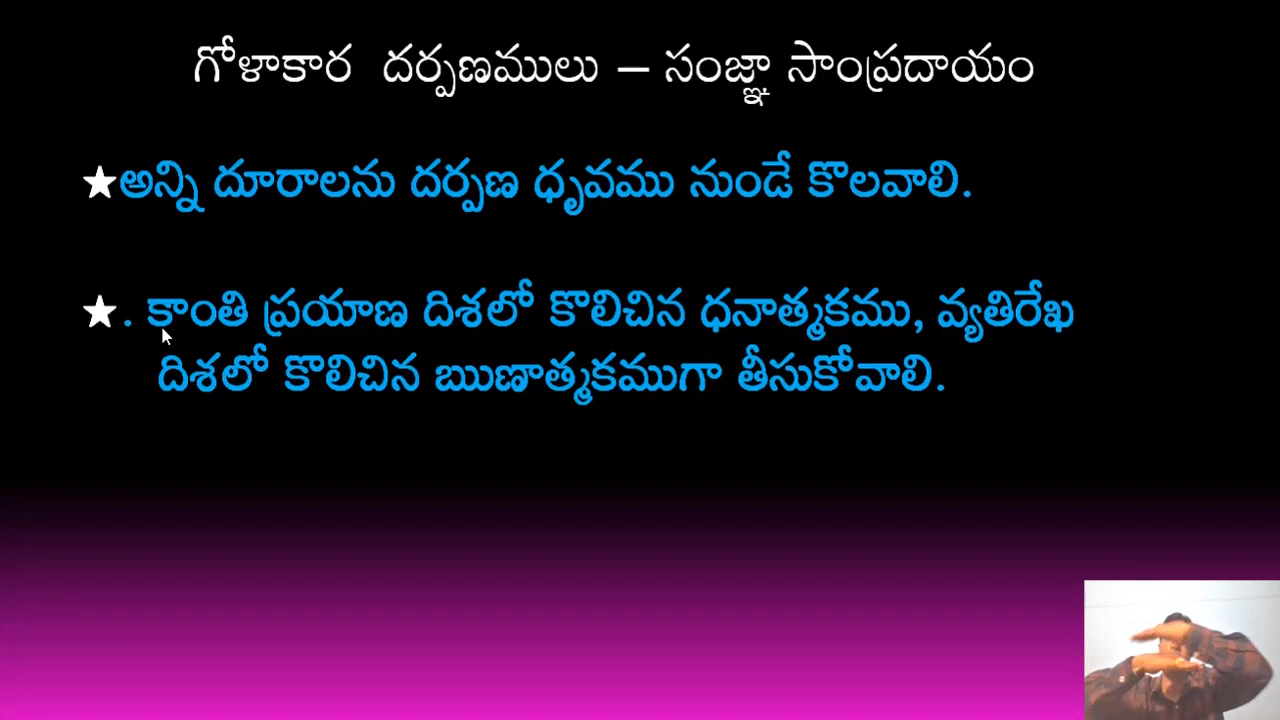 గోళాకార దర్పణములు – సంజ్ఞా సాంప్రదాయం
★అన్ని దూరాలను దర్పణ ధృవము నుండే కొలవాలి.
★. కాంతి ప్రయాణ దిశలో కొలిచిన ధనాత్మకము, వ్యతిరేఖ
దిశలో కొలిచిన ఋణాత్మకముగా తీసుకోవాలి.